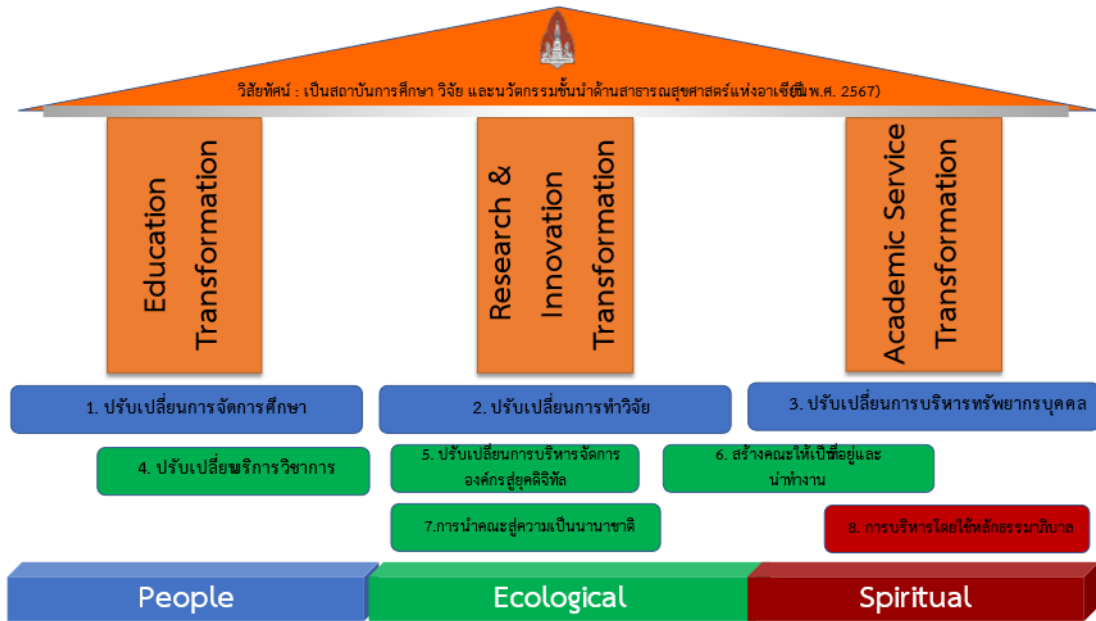 วิสัยทัศน์ : เป็นสถาบันการศึกษา วิจัย และนวัตกรรมชั้นนำด้านสาธารณสุขศาสตร์แห่งอาเซียน(ปีพ.ศ. 2567)
Education
Transformation
Research &
Innovation
Transformation
Academic Service
Transformation
1. ปรับเปลี่ยนการจัดการศึกษา
2. ปรับเปลี่ยนการทำวิจัย
3. ปรับเปลี่ยนการบริหารทรัพยากรบุคคล
4. ปรับเปลี่ยนบริการวิชาการ
5. ปรับเปลี่ยนการบริหารจัดการ
องค์กรสู่ยุคดิจิทัล
6. สร้างคณะให้เป็นที่อยู่และ
น่าทำงาน
7.การนำคณะสู่ความเป็นนานาชาติ
8. การบริหารโดยใช้หลักธรรมาภิบาล
People
Ecological
Spiritual